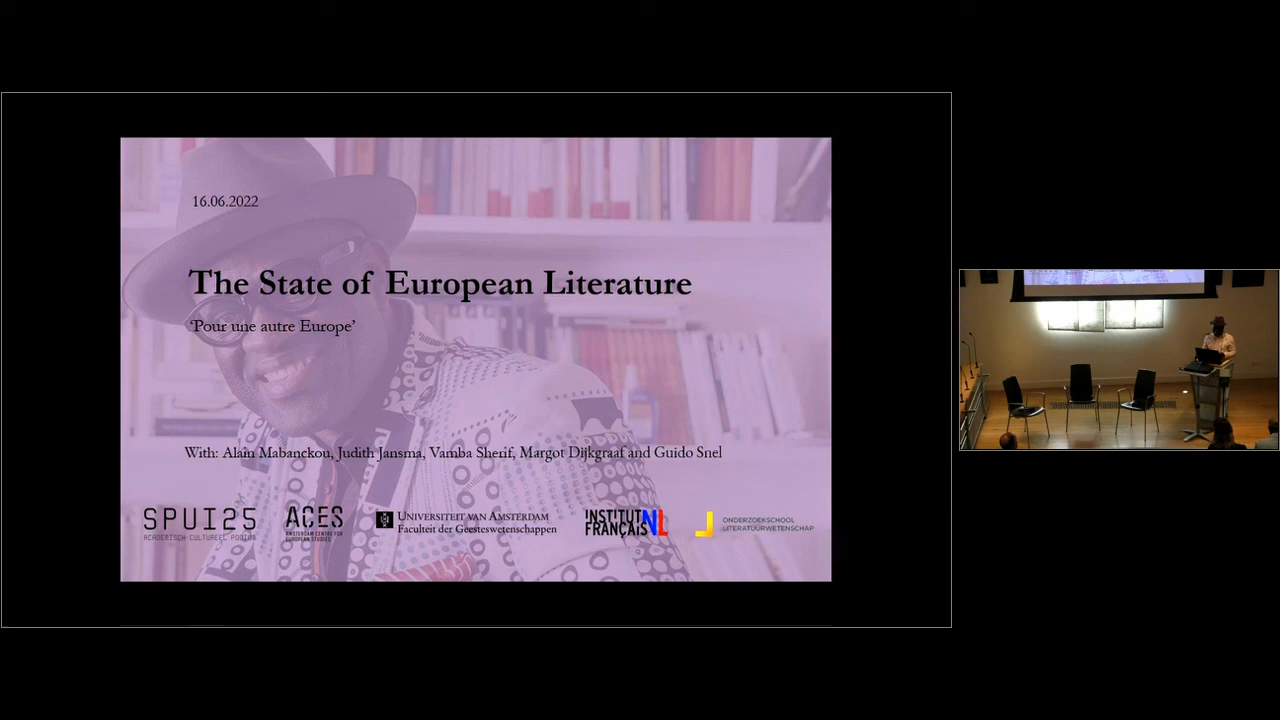 16.06.2022
The State of European Literature
‘Pour une autre Europe’
With: Alain Mabanckou, Judith Jansma, Vamba Sherif, Margot Dijkgraaf and Guido Snel
SPUI25
ACADEMISCH-CULTUREEL PODIUM
ACES
AMSTERDAM CENTRE FOR
EUROPEAN STUDIES
UNIVERSITEIT VAN AMSTERDAM
Faculteit der Geesteswetenschappen
INSTITUT
FRANÇAIS NL
ONDERZOEKSCHOOL
LITERATUURWETENSCHAP